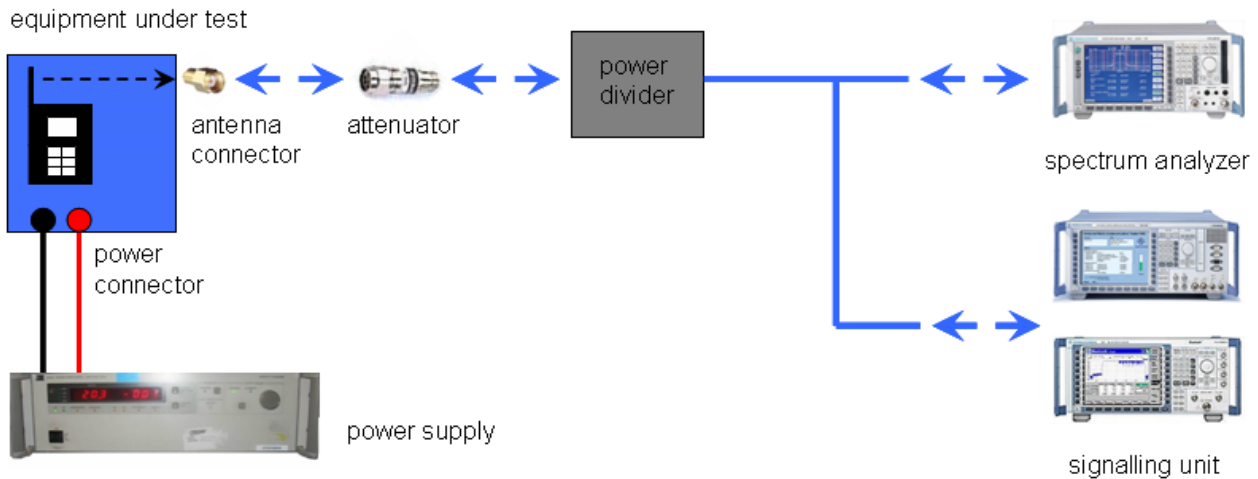 equipment under test
antenna
connector
attenuator
power
divider
spectrum analyzer
power
connector
power supply
signalling unit